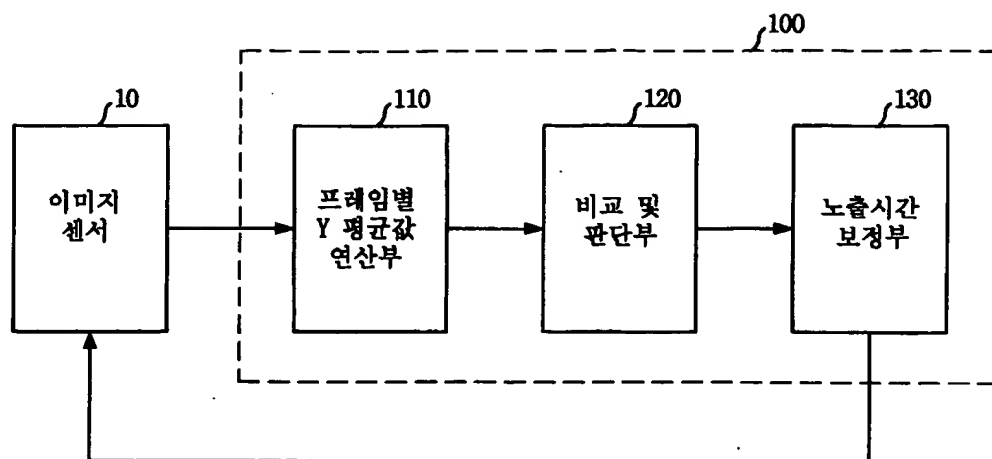 100
10
110
120
130
이미지
센서
프레임별
Y 평균값
연산부
비교 및
판단부
노출시간
보정부